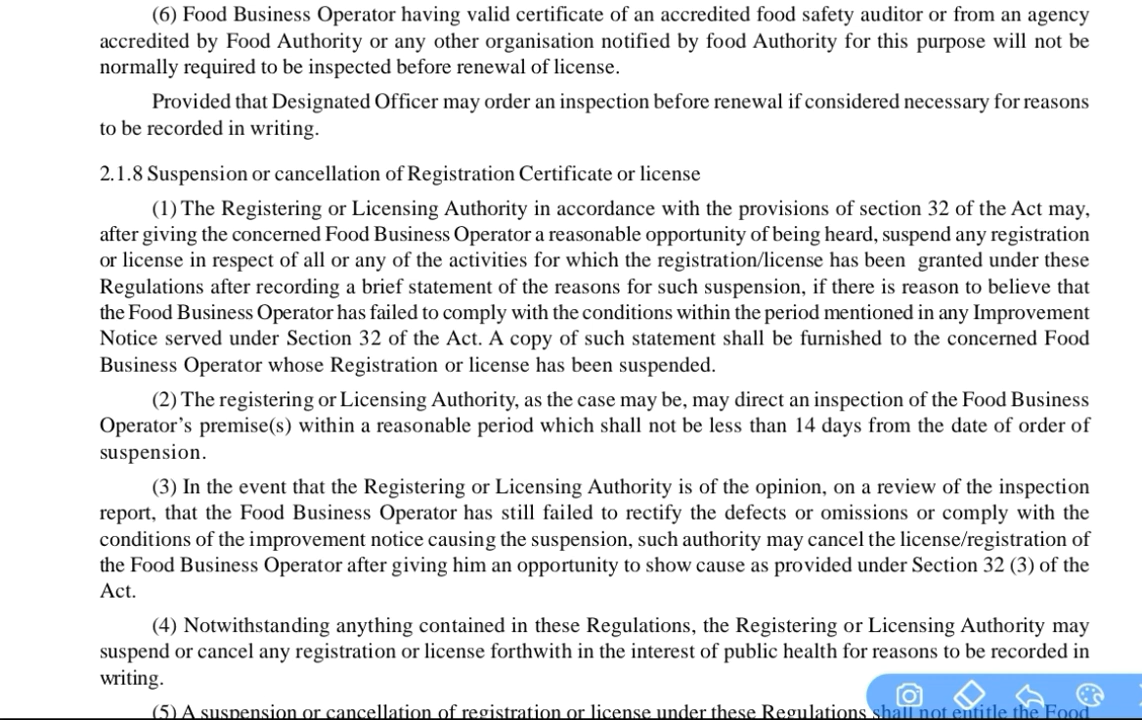 (6) Food Business Operator having valid certificate of an accredited food safety auditor or from an agency
accredited by Food Authority or any other organisation notified by food Authority for this purpose will not be
normally required to be inspected before renewal of license.
Provided that Designated Officer may order an inspection before renewal if considered necessary for reasons
to be recorded in writing.
2.1.8 Suspension or cancellation of Registration Certificate or license
(1) The Registering or Licensing Authority in accordance with the provisions of section 32 of the Act may,
after giving the concerned Food Business Operator a reasonable opportunity of being heard, suspend any registration
or license in respect of all or any of the activities for which the registration/license has been granted under these
Regulations after recording a brief statement of the reasons for such suspension, if there is reason to believe that
the Food Business Operator has failed to comply with the conditions within the period mentioned in any Improvement
Notice served under Section 32 of the Act. A copy of such statement shall be furnished to the concerned Food
Business Operator whose Registration or license has been suspended.
(2) The registering or Licensing Authority, as the case may be, may direct an inspection of the Food Business
Operator's premise(s) within a reasonable period which shall not be less than 14 days from the date of order of
suspension.
(3) In the event that the Registering or Licensing Authority is of the opinion, on a review of the inspection
report, that the Food Business Operator has still failed to rectify the defects or omissions or comply with the
conditions of the improvement notice causing the suspension, such authority may cancel the license/registration of
the Food Business Operator after giving him an opportunity to show cause as provided under Section 32 (3) of the
Act.
(4) Notwithstanding anything contained in these Regulations, the Registering or Licensing Authority may
suspend or cancel any registration or license forthwith in the interest of public health for reasons to be recorded in
writing.
(5) A suspension or cancellation of registration or license under these Regulations shall not entitle the Food